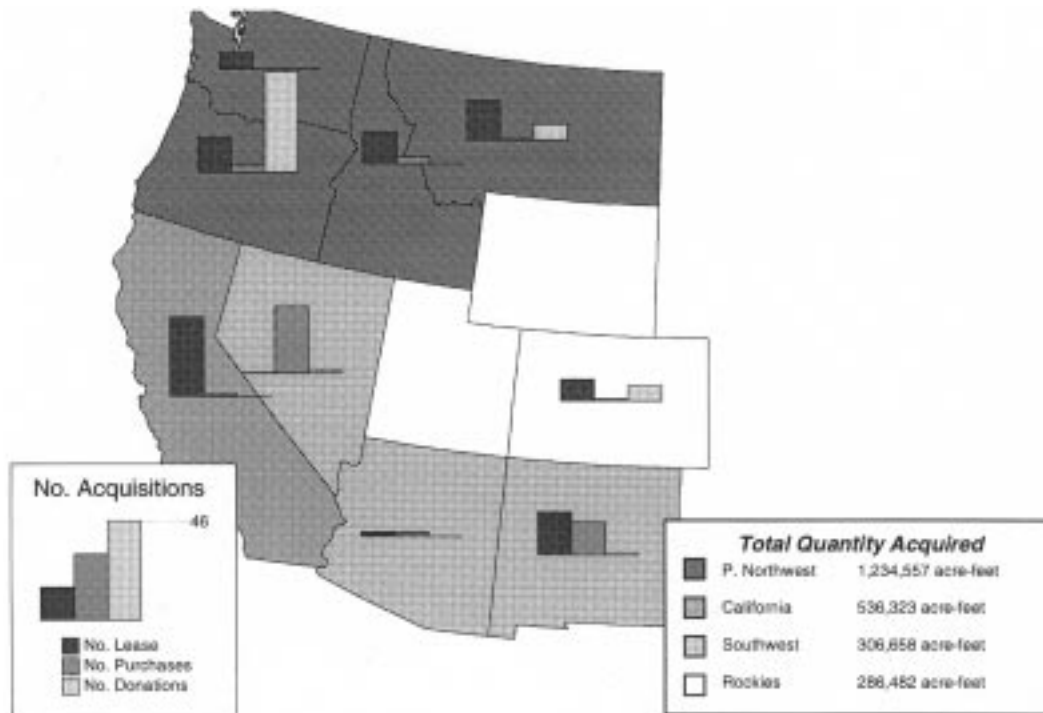 No. Acquisitions
46
No. Lease
No. Purchases
No. Donations
Total Quantity Acquired
P. Northwest 1,234,557 acre-feet
California 536,323 acre-feet
Southwest 306,658 acre-feet
Rockies 286,482 acre-feet